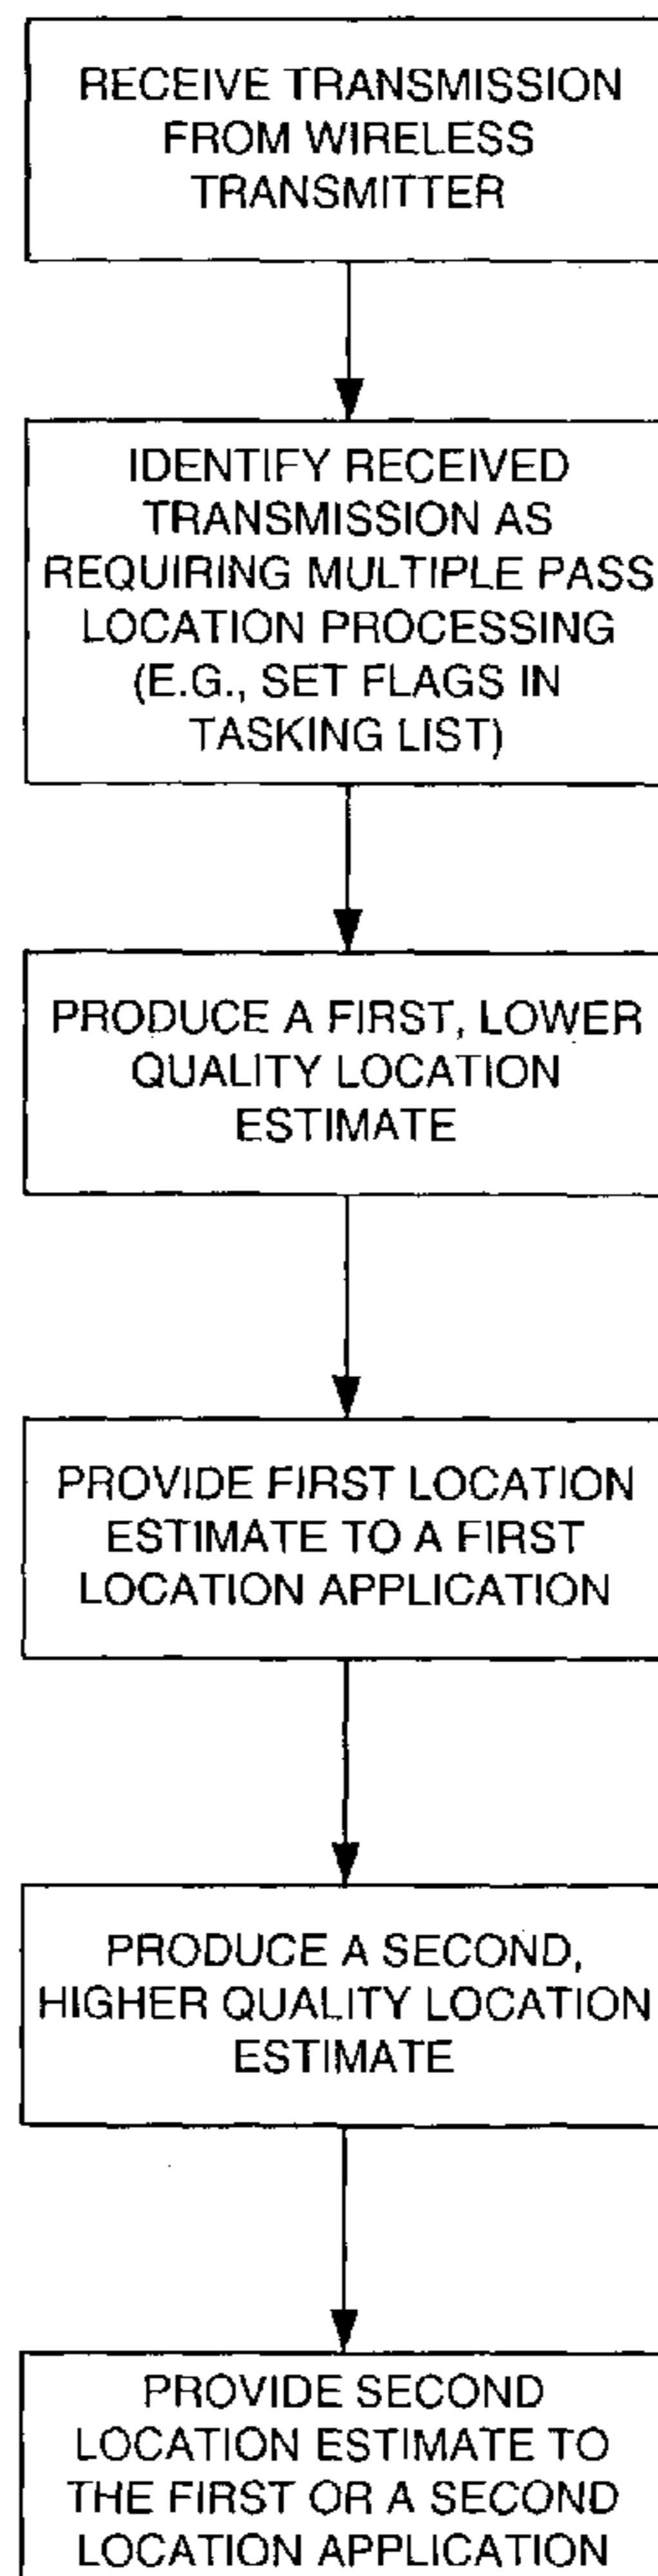 RECEIVE TRANSMISSION
FROM WIRELESS
TRANSMITTER
IDENTIFY RECEIVED
TRANSMISSION AS
REQUIRING MULTIPLE PASS
LOCATION PROCESSING
(E.G., SET FLAGS IN
TASKING LIST)
PRODUCE A FIRST, LOWER
QUALITY LOCATION
ESTIMATE
PROVIDE FIRST LOCATION
ESTIMATE TO A FIRST
LOCATION APPLICATION
PRODUCE A SECOND,
HIGHER QUALITY LOCATION
ESTIMATE
PROVIDE SECOND
LOCATION ESTIMATE TO
THE FIRST OR A SECOND
LOCATION APPLICATION